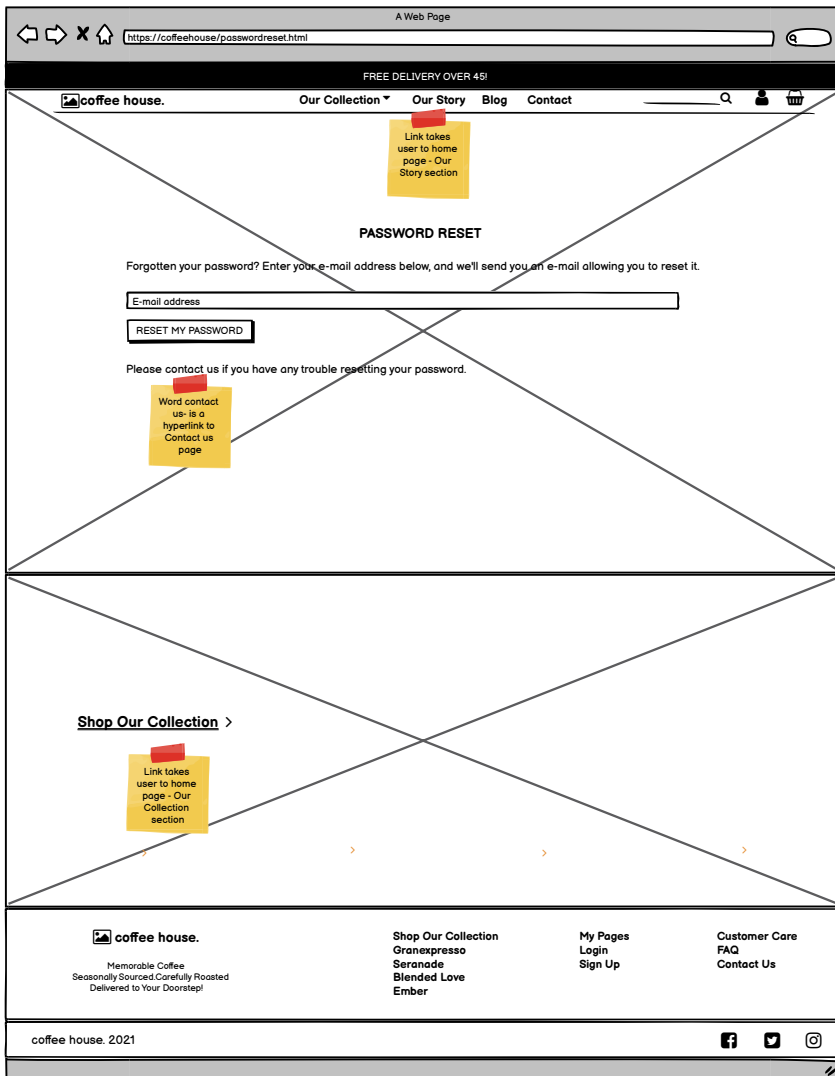 A Web Page
https://coffeehouse/passwordreset.html
FREE DELIVERY OVER 45!
coffee house.
Our Collection
Our Story
Blog
Contact
Link takes
user to home
page - Our
Story section
PASSWORD RESET
Forgotten your password? Enter your e-mail address below, and we'll send you an e-mail allowing you to reset it.
E-mail address
RESET MY PASSWORD
Please contact us if you have any trouble resetting your password.
Word contact
us- is a
hyperlink to
Contact us
page
Shop Our Collection >
Link takes
user to home
page - Our
Collection
section
coffee house.
Memorable Coffee
Seasonally Sourced.Carefully Roasted
Delivered to Your Doorstep!
Shop Our Collection
Granexpresso
Seranade
Blended Love
Ember
My Pages
Login
Sign Up
Customer Care
FAQ
Contact Us
coffee house. 2021